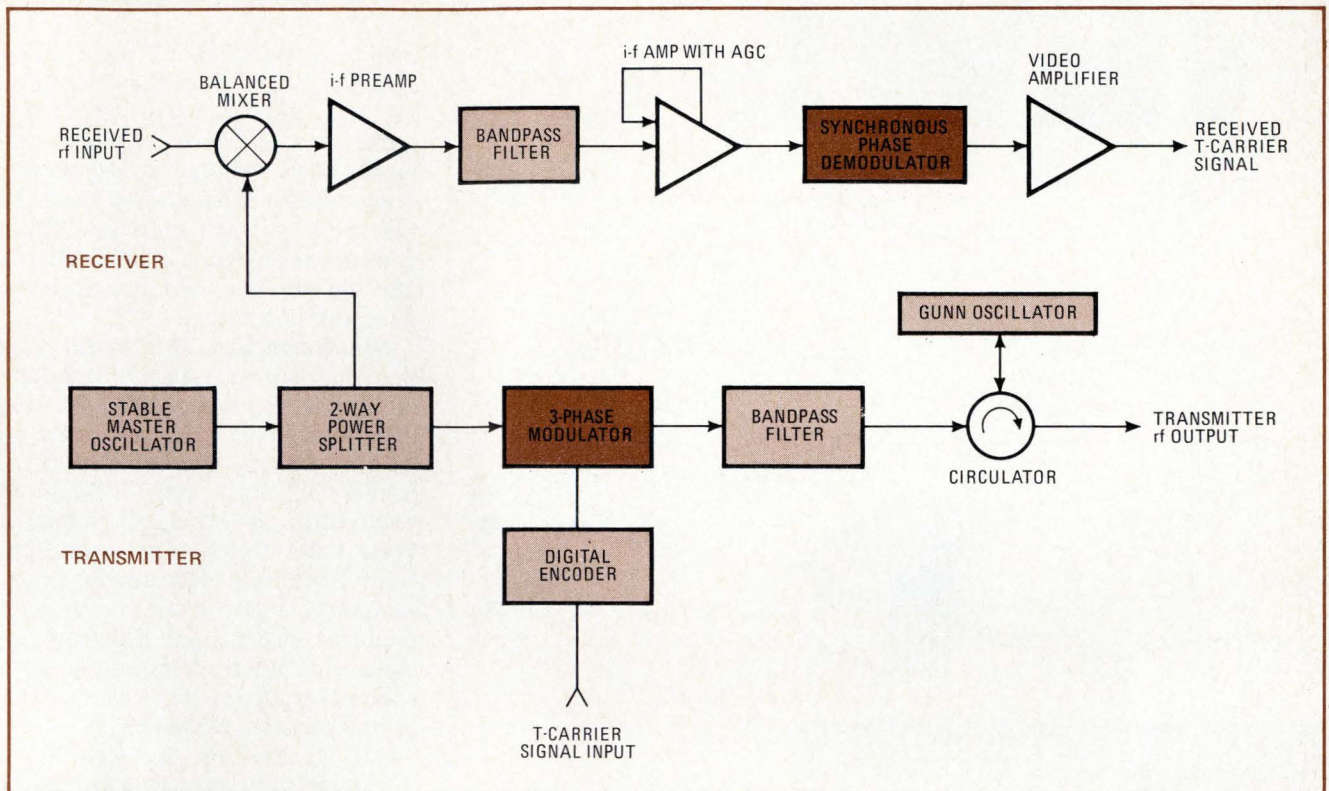 i-f AMP WITH AGC
VIDEO
AMPLIFIER
BALANCED
MIXER
i-f PREAMP
RECEIVED
rf INPUT
BANDPASS
FILTER
SYNCHRONOUS
PHASE
DEMODULATOR
RECEIVED
T-CARRIER
SIGNAL
RECEIVER
GUNN OSCILLATOR
STABLE
MASTER
OSCILLATOR
2-WAY
POWER
SPLITTER
3-PHASE
MODULATOR
BANDPASS
FILTER
CIRCULATOR
TRANSMITTER
rf OUTPUT
TRANSMITTER
DIGITAL
ENCODER
T-CARRIER
SIGNAL INPUT